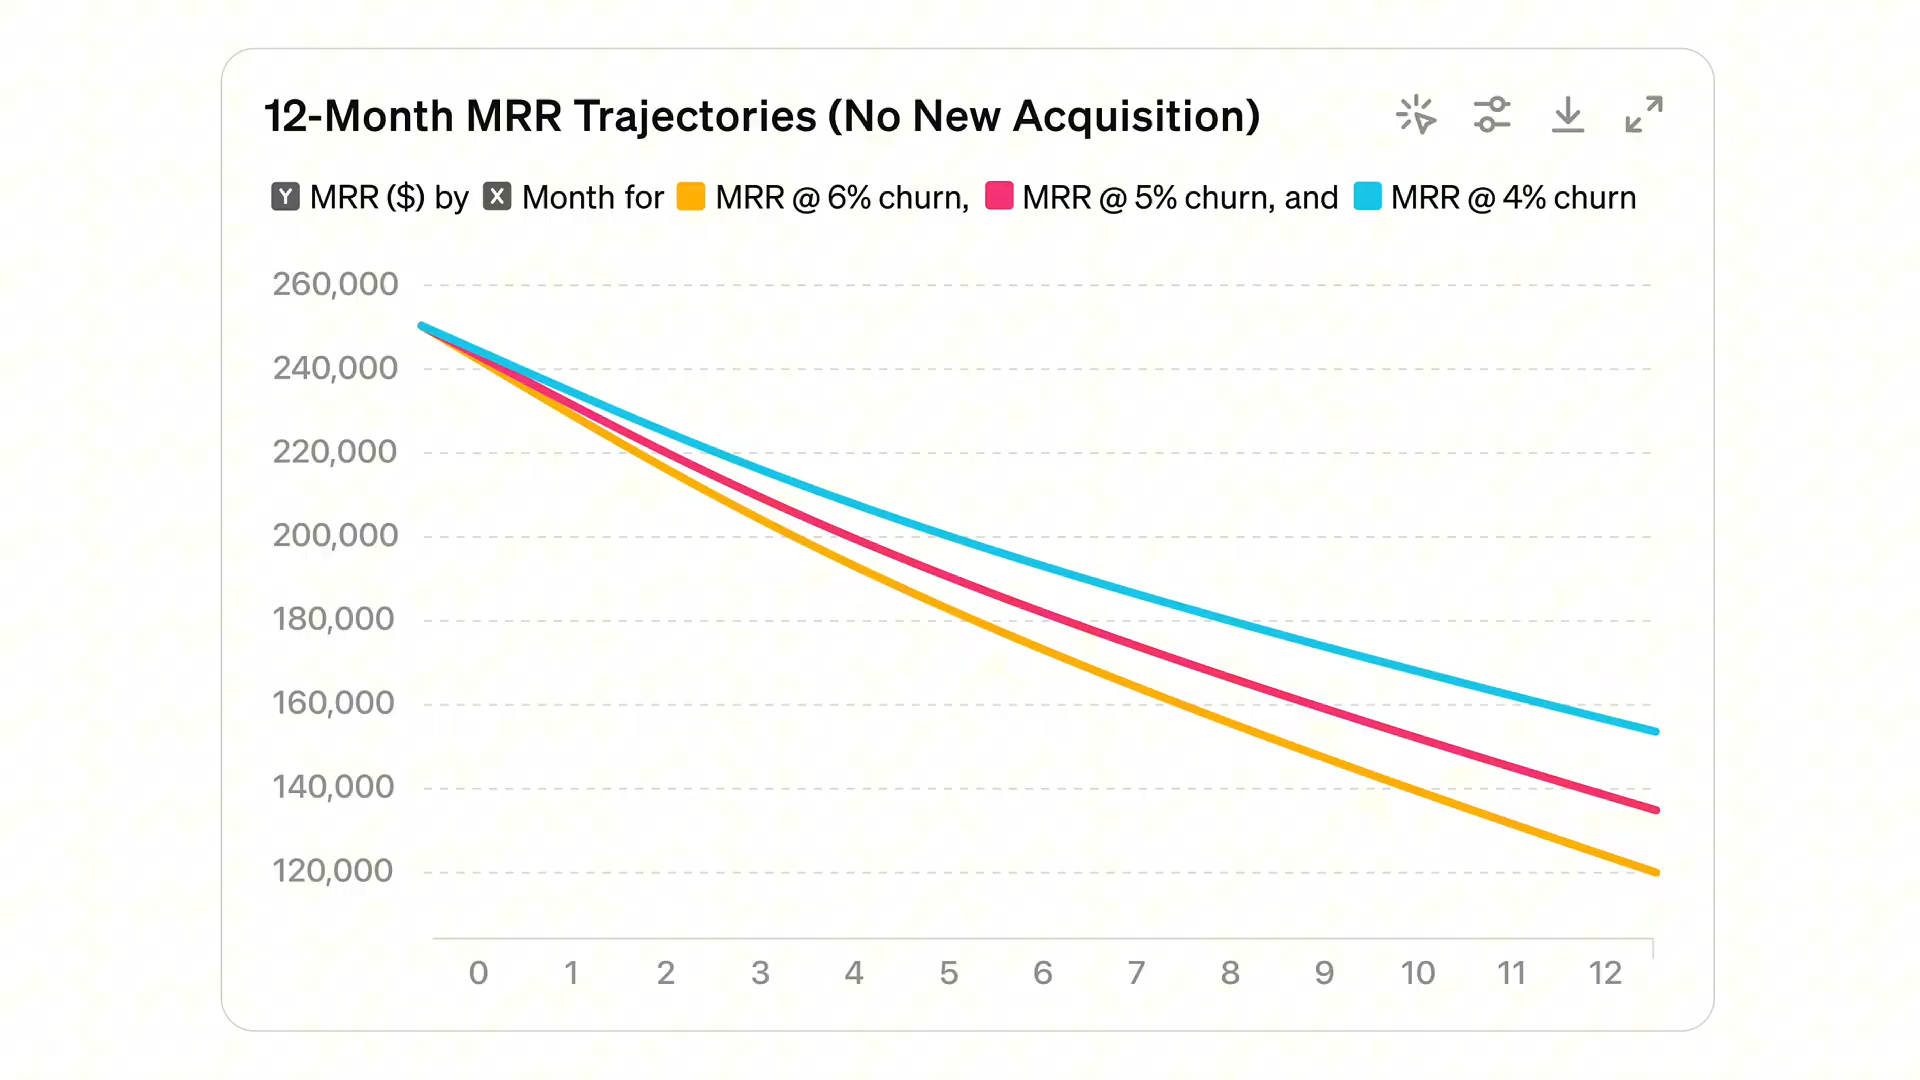 12-Month MRR Trajectories (No New Acquisition)
Y MRR ($) by X Month for MRR @ 6% churn, MRR @ 5% churn, and MRR @ 4% churn
260,000
240,000
220,000
200,000
180,000
160,000
140,000
120,000
0 1 2 3 4 5 6 7 8 9 10 11 12